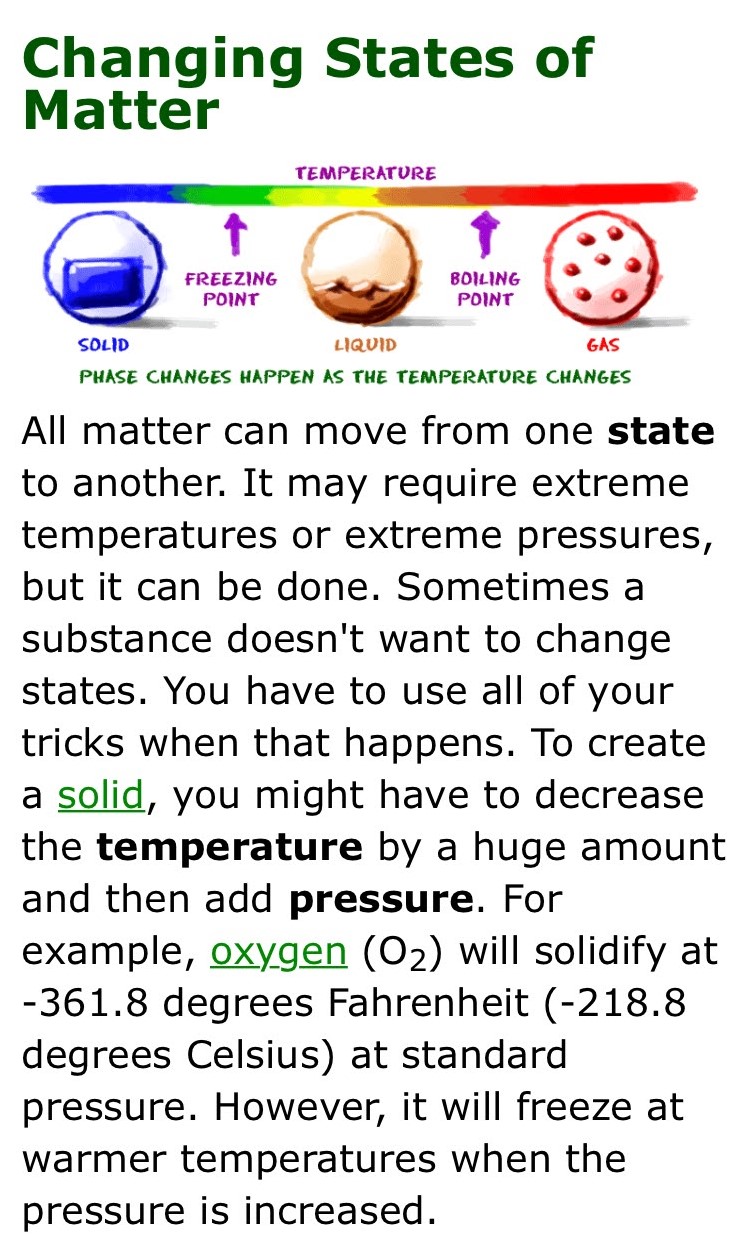 Changing States of
Matter
TEMPERATURE
FREEZING
POINT
BOILING
POINT
SOLID
LIQUID
GAS
PHASE CHANGES HAPPEN AS THE TEMPERATURE CHANGES
All matter can move from one state
to another. It may require extreme
temperatures or extreme pressures,
but it can be done. Sometimes a
substance doesn't want to change
states. You have to use all of your
tricks when that happens. To create
a solid, you might have to decrease
the temperature by a huge amount
and then add pressure. For
example, oxygen (O₂) will solidify at
-361.8 degrees Fahrenheit (-218.8
degrees Celsius) at standard
pressure. However, it will freeze at
warmer temperatures when the
pressure is increased.